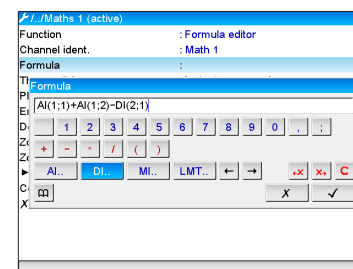 /../Maths 1 (active)
Function : Formula editor
Channel ident. : Math 1
Formula :
Formula
AI(1;1)+AI(1;2)−DI(2;1)
1 2 3 4 5 6 7 8 9 0 , ;
+ − * / ( )
AI.. DI.. MI.. LMT.. ← → ←x x→ C
X ✓
X